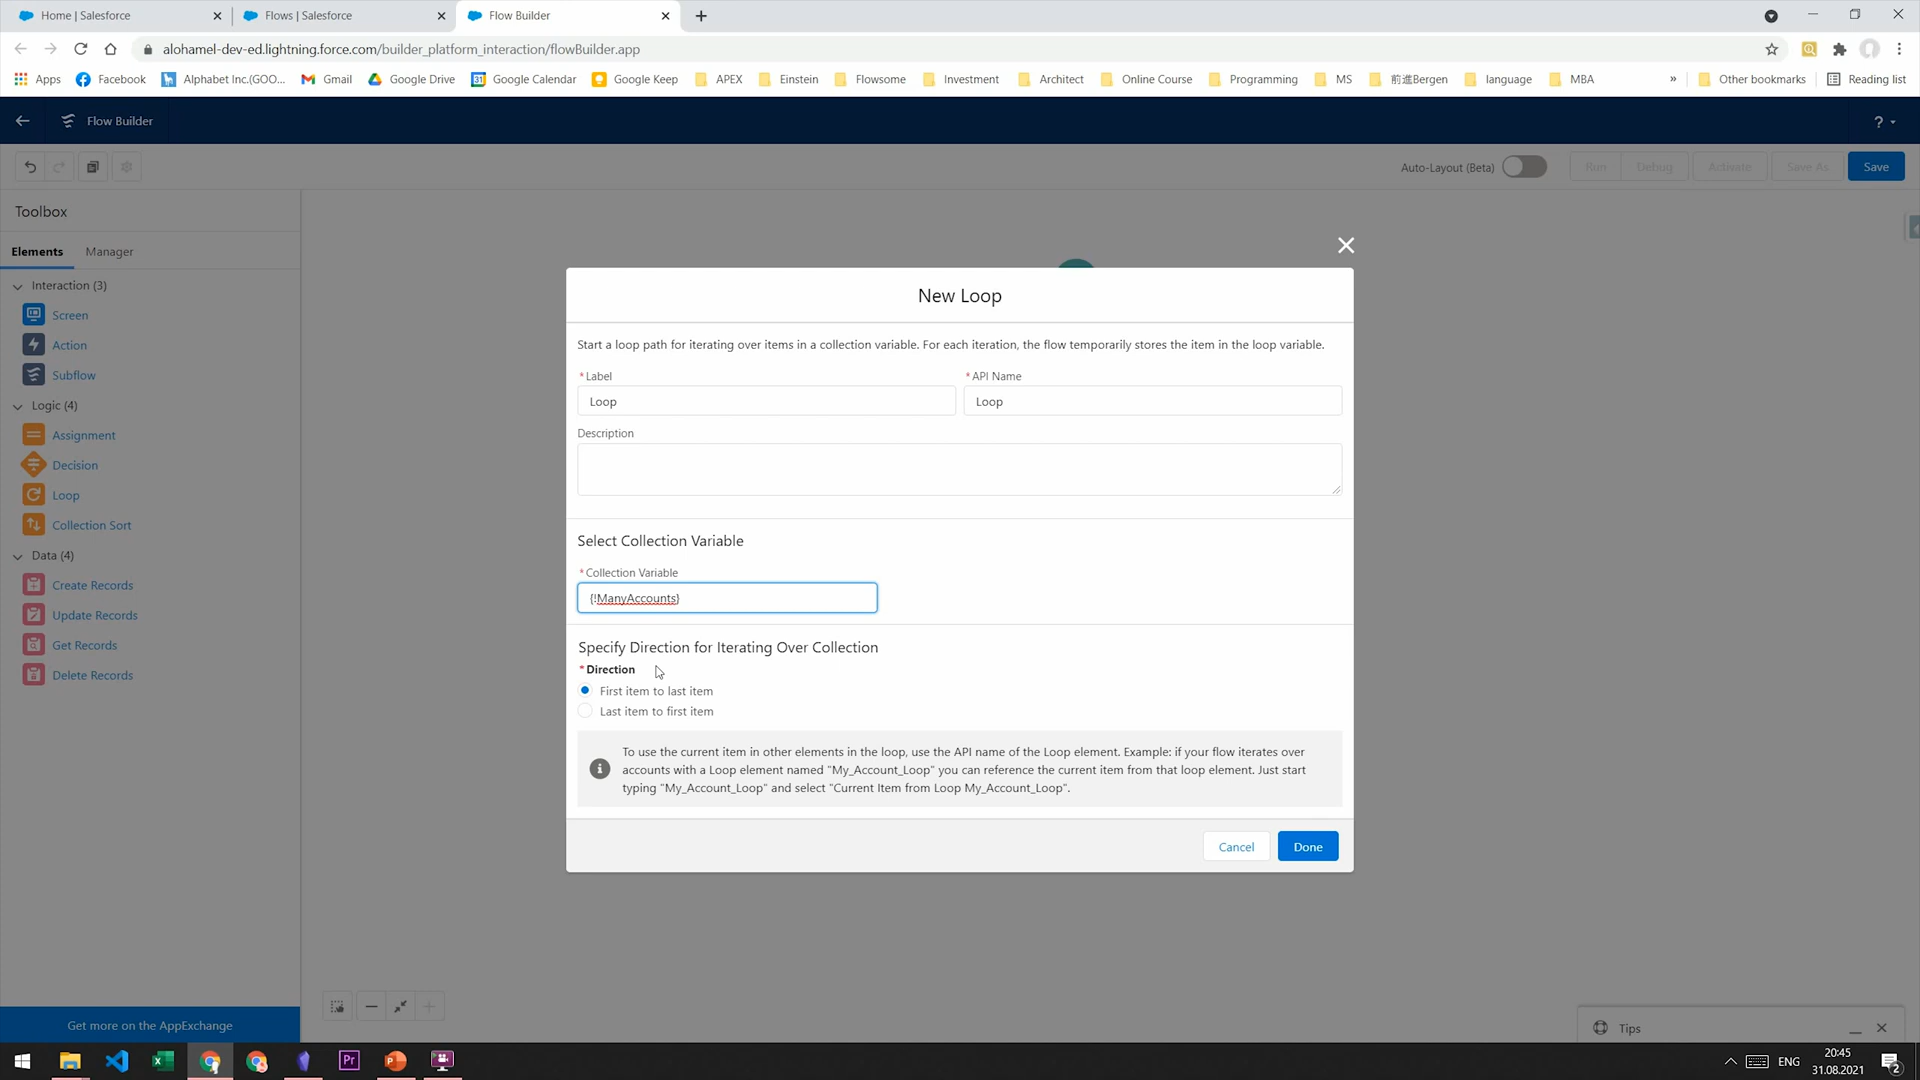 Home | Salesforce
Flows | Salesforce
Flow Builder
alohamel-dev-ed.lightning.force.com/builder_platform_interaction/flowBuilder.app
Apps
Facebook
Alphabet Inc.(GOO...
Gmail
Google Drive
31
Google Calendar
Google Keep
APEX
Einstein
Flowsome
Investment
Architect
Online Course
Programming
MS
前進Bergen
language
MBA
»
Other bookmarks
Reading list
Flow Builder
?
Auto-Layout (Beta)
Run
Debug
Activate
Save As
Save
Toolbox
Elements
Manager
Interaction (3)
Screen
Action
Subflow
Logic (4)
Assignment
Decision
Loop
Collection Sort
Data (4)
Create Records
Update Records
Get Records
Delete Records
Get more on the AppExchange
New Loop
Start a loop path for iterating over items in a collection variable. For each iteration, the flow temporarily stores the item in the loop variable.
* Label
* API Name
Loop
Loop
Description
Select Collection Variable
* Collection Variable
{!ManyAccounts}
Specify Direction for Iterating Over Collection
* Direction
First item to last item
Last item to first item
To use the current item in other elements in the loop, use the API name of the Loop element. Example: if your flow iterates over
accounts with a Loop element named "My_Account_Loop" you can reference the current item from that loop element. Just start
typing "My_Account_Loop" and select "Current Item from Loop My_Account_Loop".
Cancel
Done
Tips
Pr
ENG
20:45
31.08.2021
2